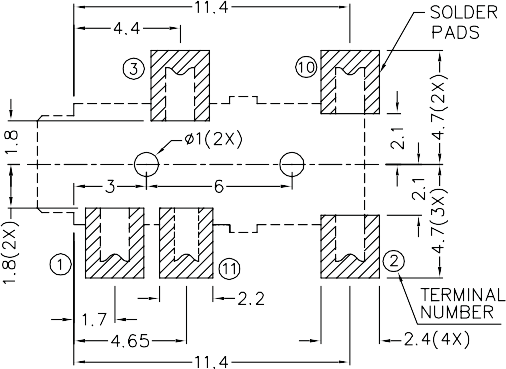 11.4
SOLDER
PADS
4.4
3
10
4.7(2X)
1.8
ø1(2X)
2.1
3
6
2.1
4.7(3X)
1.8(2X)
1
11
2
2.2
TERMINAL
NUMBER
1.7
4.65
2.4(4X)
11.4